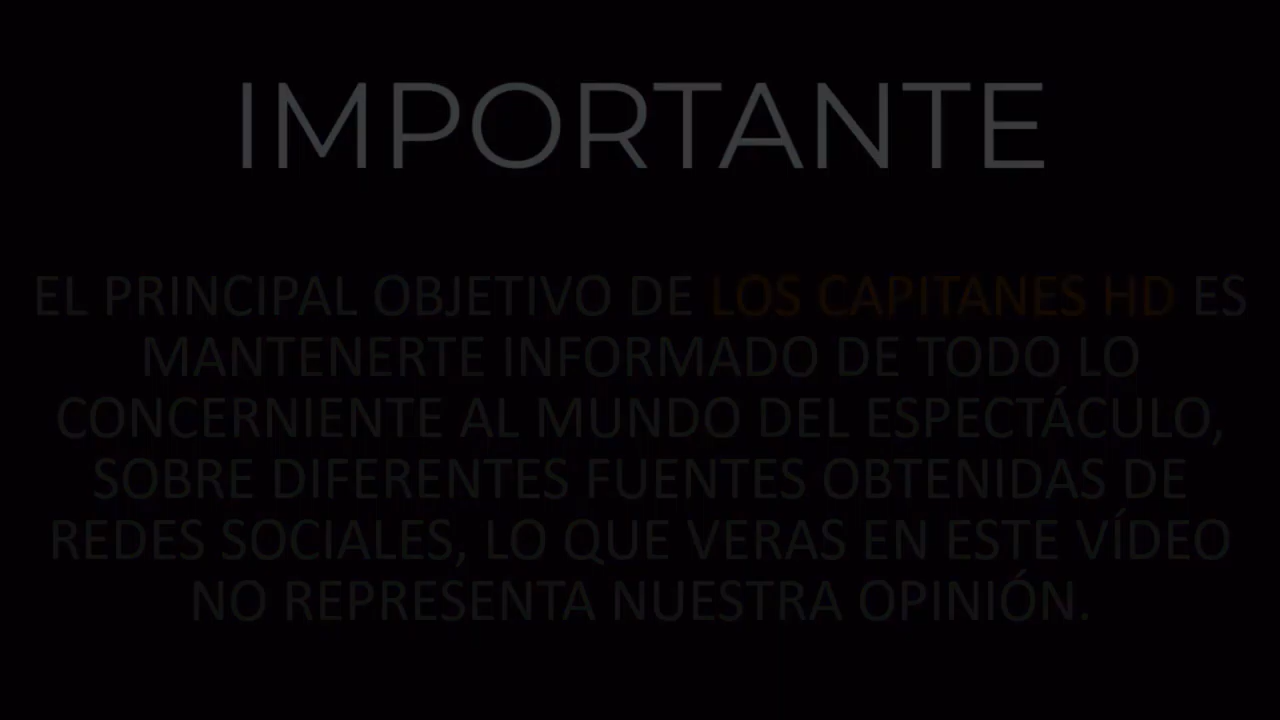 IMPORTANTE
EL PRINCIPAL OBJETIVO DE LOS CAPITANES HD ES
MANTENERTE INFORMADO DE TODO LO
CONCERNIENTE AL MUNDO DEL ESPECTÁCULO,
SOBRE DIFERENTES FUENTES OBTENIDAS DE
REDES SOCIALES, LO QUE VERAS EN ESTE VÍDEO
NO REPRESENTA NUESTRA OPINIÓN.